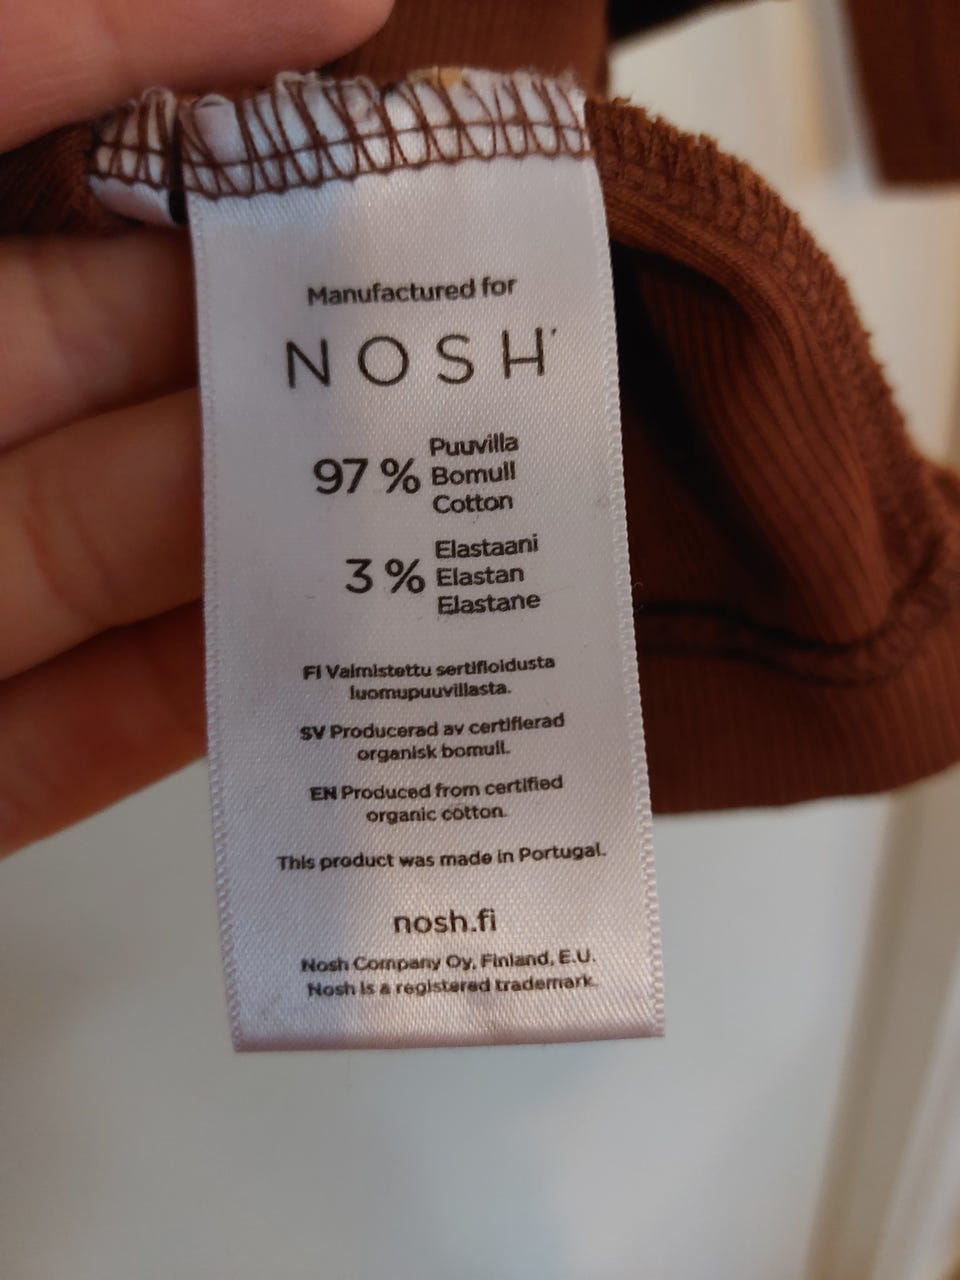 Manufactured for
NOSH
97 % Puuvilla
Bomull
Cotton
3 % Elastaani
Elastan
Elastane
FI Valmistettu sertifioidusta
luomupuuvillasta.
SV Producerad av certifierad
organisk bomull.
EN Produced from certified
organic cotton.
This product was made in Portugal.
nosh.fi
Nosh Company Oy, Finland, E.U.
Nosh is a registered trademark.